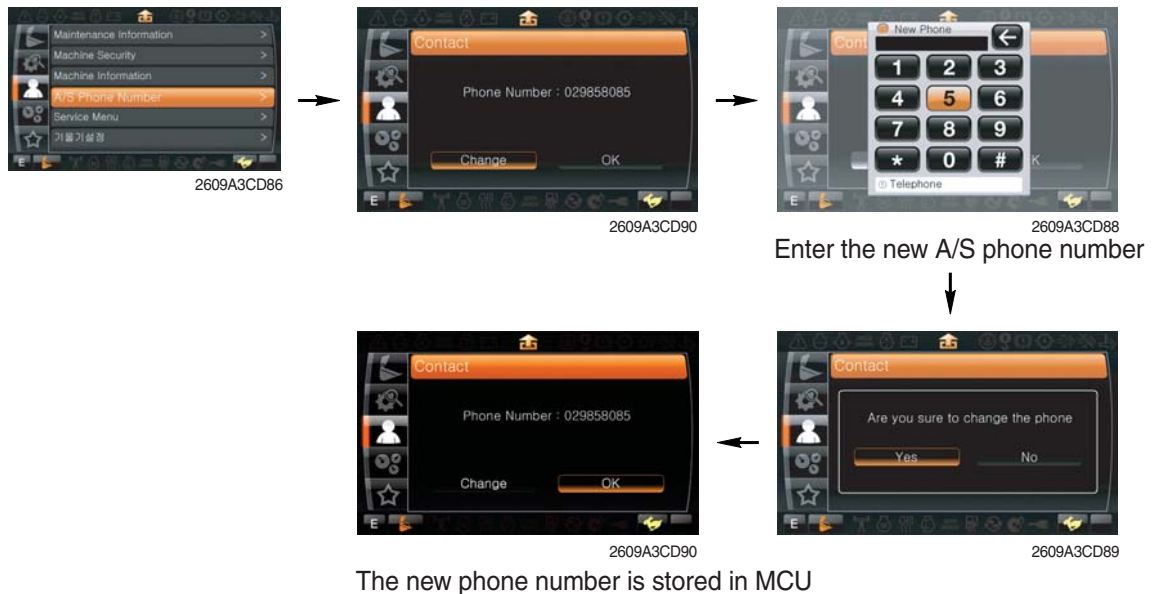 Maintenance Information >
Machine Security >
Machine Information >
A/S Phone Number >
Service Menu >
기울기설정 >
E
2609A3CD86
Contact
Phone Number : 029858085
Change OK
E
2609A3CD90
Cont
New Phone
1 2 3
4 5 6
7 8 9
* 0 #
K
Telephone
E
2609A3CD88
Enter the new A/S phone number
Contact
Phone Number : 029858085
Change OK
E
2609A3CD90
The new phone number is stored in MCU
Contact
Are you sure to change the phone
Yes No
E
2609A3CD89